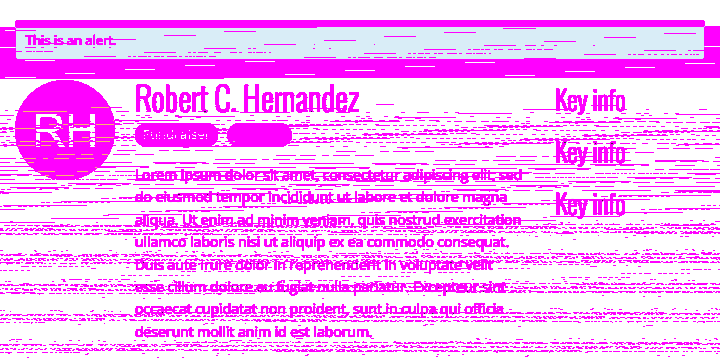 This is an alert.
RH
Robert C. Hernandez
Fundraiser
Lorem ipsum dolor sit amet, consectetur adipiscing elit, sed
do eiusmod tempor incididunt ut labore et dolore magna
aliqua. Ut enim ad minim veniam, quis nostrud exercitation
ullamco laboris nisi ut aliquip ex ea commodo consequat.
Duis aute irure dolor in reprehenderit in voluptate velit
esse cillum dolore eu fugiat nulla pariatur. Excepteur sint
occaecat cupidatat non proident, sunt in culpa qui officia
deserunt mollit anim id est laborum.
Key info
Key info
Key info